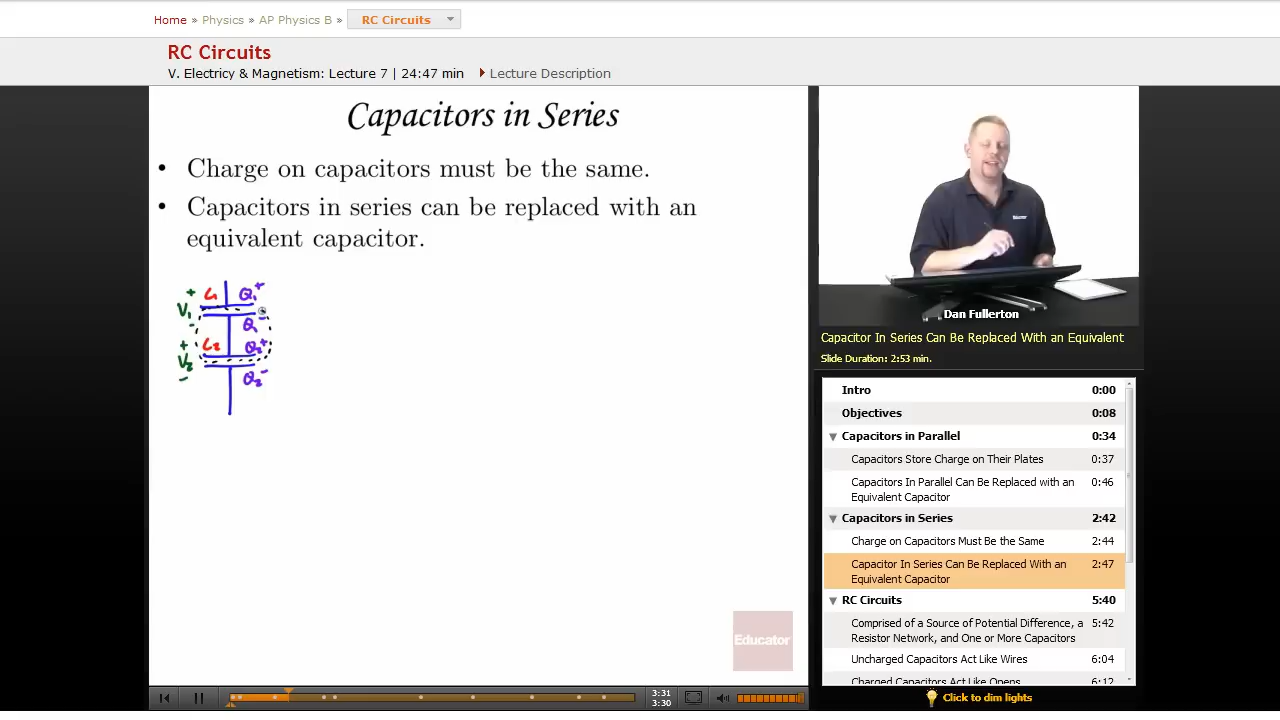 Home » Physics » AP Physics B » RC Circuits
RC Circuits
V. Electricity & Magnetism: Lecture 7 | 24:47 min Lecture Description
Capacitors in Series
• Charge on capacitors must be the same.
• Capacitors in series can be replaced with an
equivalent capacitor.
+ C₁ Q₁+
V₁
- Q₁-
+ C₂ Q₂+
V₂
- Q₂-
Educator
3:31
3:30
Dan Fullerton
Capacitor In Series Can Be Replaced With an Equivalent
Slide Duration: 2:53 min.
Intro 0:00
Objectives 0:08
Capacitors in Parallel 0:34
Capacitors Store Charge on Their Plates 0:37
Capacitors In Parallel Can Be Replaced with an 0:46
Equivalent Capacitor
Capacitors in Series 2:42
Charge on Capacitors Must Be the Same 2:44
Capacitor In Series Can Be Replaced With an 2:47
Equivalent Capacitor
RC Circuits 5:40
Comprised of a Source of Potential Difference, a 5:42
Resistor Network, and One or More Capacitors
Uncharged Capacitors Act Like Wires 6:04
Charged Capacitors Act Like Opens 6:12
Click to dim lights